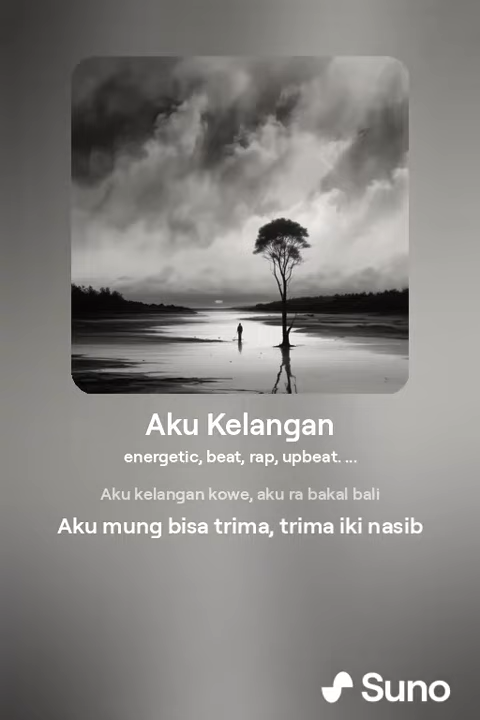 Aku Kelangan
energetic, beat, rap, upbeat. ...
Aku kelangan kowe, aku ra bakal bali
Aku mung bisa trima, trima iki nasib
Suno